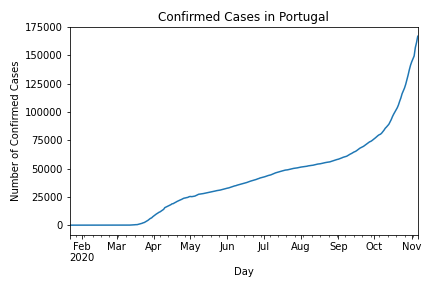 Confirmed Cases in Portugal
175000
150000
125000
100000
75000
50000
25000
0
Number of Confirmed Cases
Feb Mar Apr May Jun Jul Aug Sep Oct Nov
2020
Day